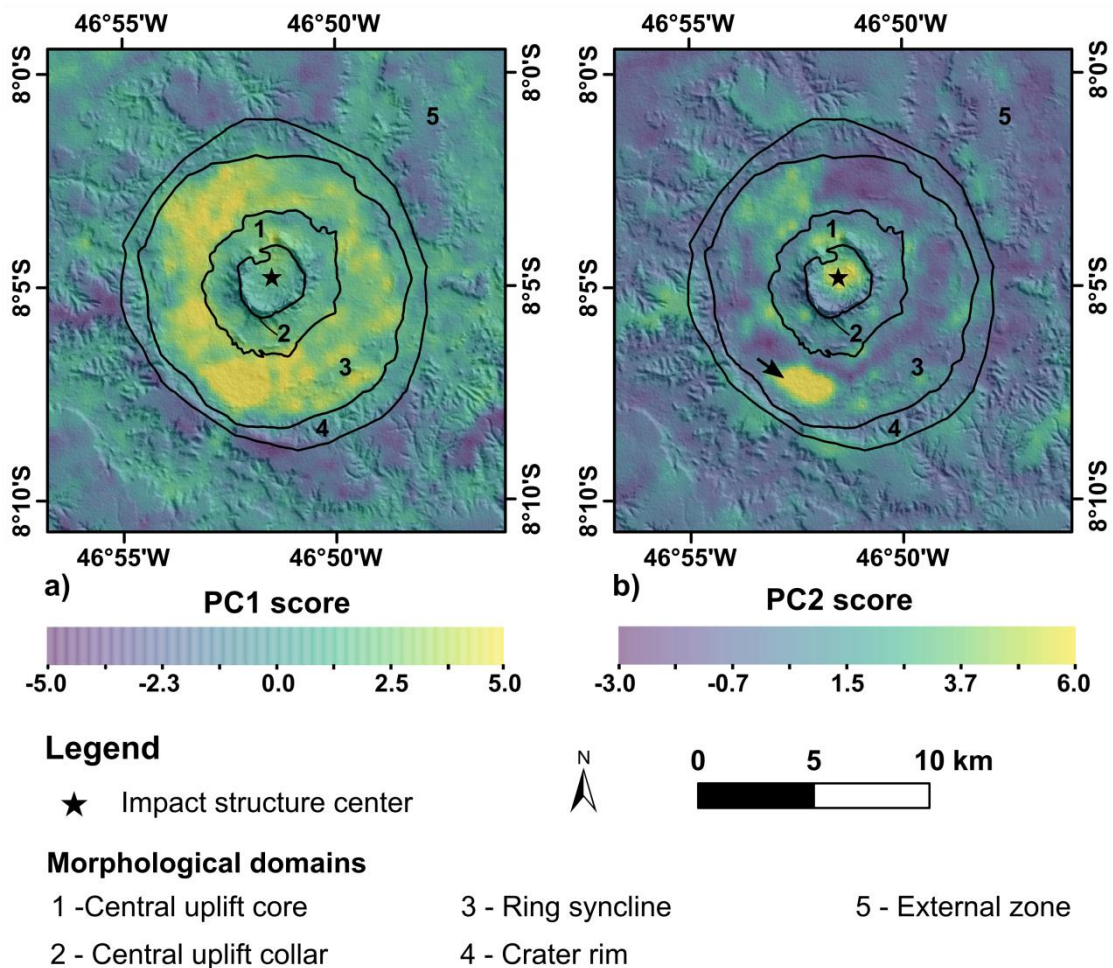 46°55'W 46°50'W 46°55'W 46°50'W
8°0'S 8°0'S 8°0'S 8°0'S
5 5
1 1
8°5'S 8°5'S 8°5'S 8°5'S
2 2
3 3
4 4
8°10'S 8°10'S 8°10'S 8°10'S
46°55'W 46°50'W 46°55'W 46°50'W
a) b)
PC1 score PC2 score
-5.0 -2.3 0.0 2.5 5.0 -3.0 -0.7 1.5 3.7 6.0
Legend
N
0 5 10 km
Impact structure center
Morphological domains
1 -Central uplift core 3 - Ring syncline 5 - External zone
2 - Central uplift collar 4 - Crater rim